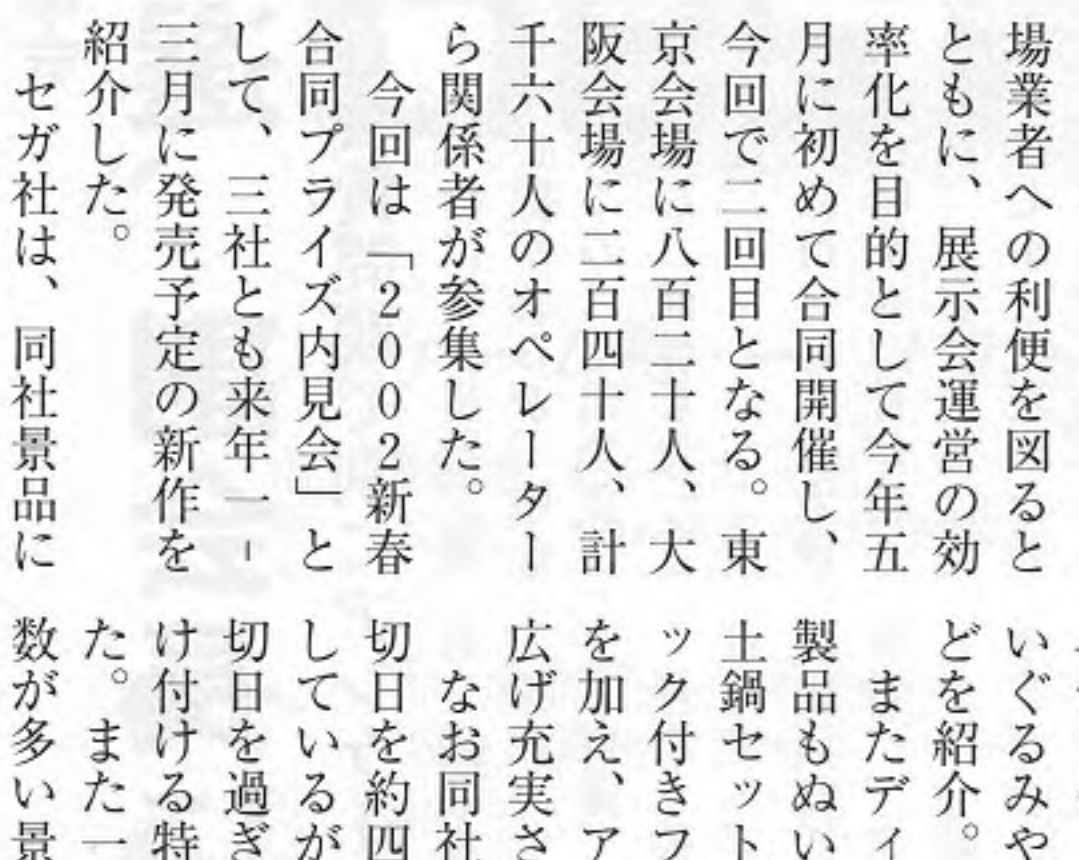 場業者への利便を図ると
ともに、展示会運営の効
率化を目的として今年五
月に初めて合同開催し、
今回で二回目となる。東
京会場に八百二十人、大
阪会場に二百四十人、計
千六十人のオペレーター
ら関係者が参集した。
今回は「2002新春
合同プライズ内見会」と
して、三社とも来年一-
三月に発売予定の新作を
紹介した。
セガ社は、同社景品に
いぐるみや
どを紹介。
またディ
製品もぬい
土鍋セット
ック付きフ
を加え、ア
広げ充実さ
なお同社
切日を約四
しているが
切日を過ぎ
け付ける特
た。また一
数が多い景